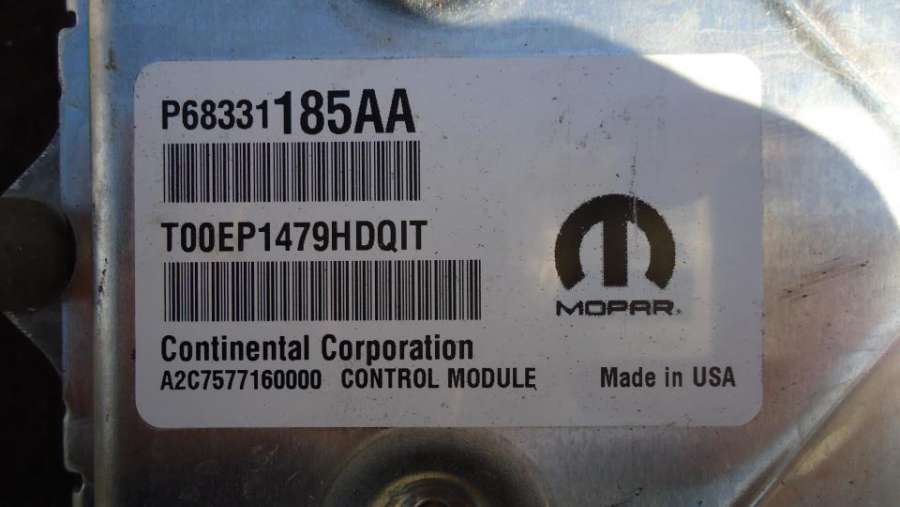 P68331185AA
T00EP1479HDQIT
MOPAR®
Continental Corporation
A2C7577160000 CONTROL MODULE Made in USA